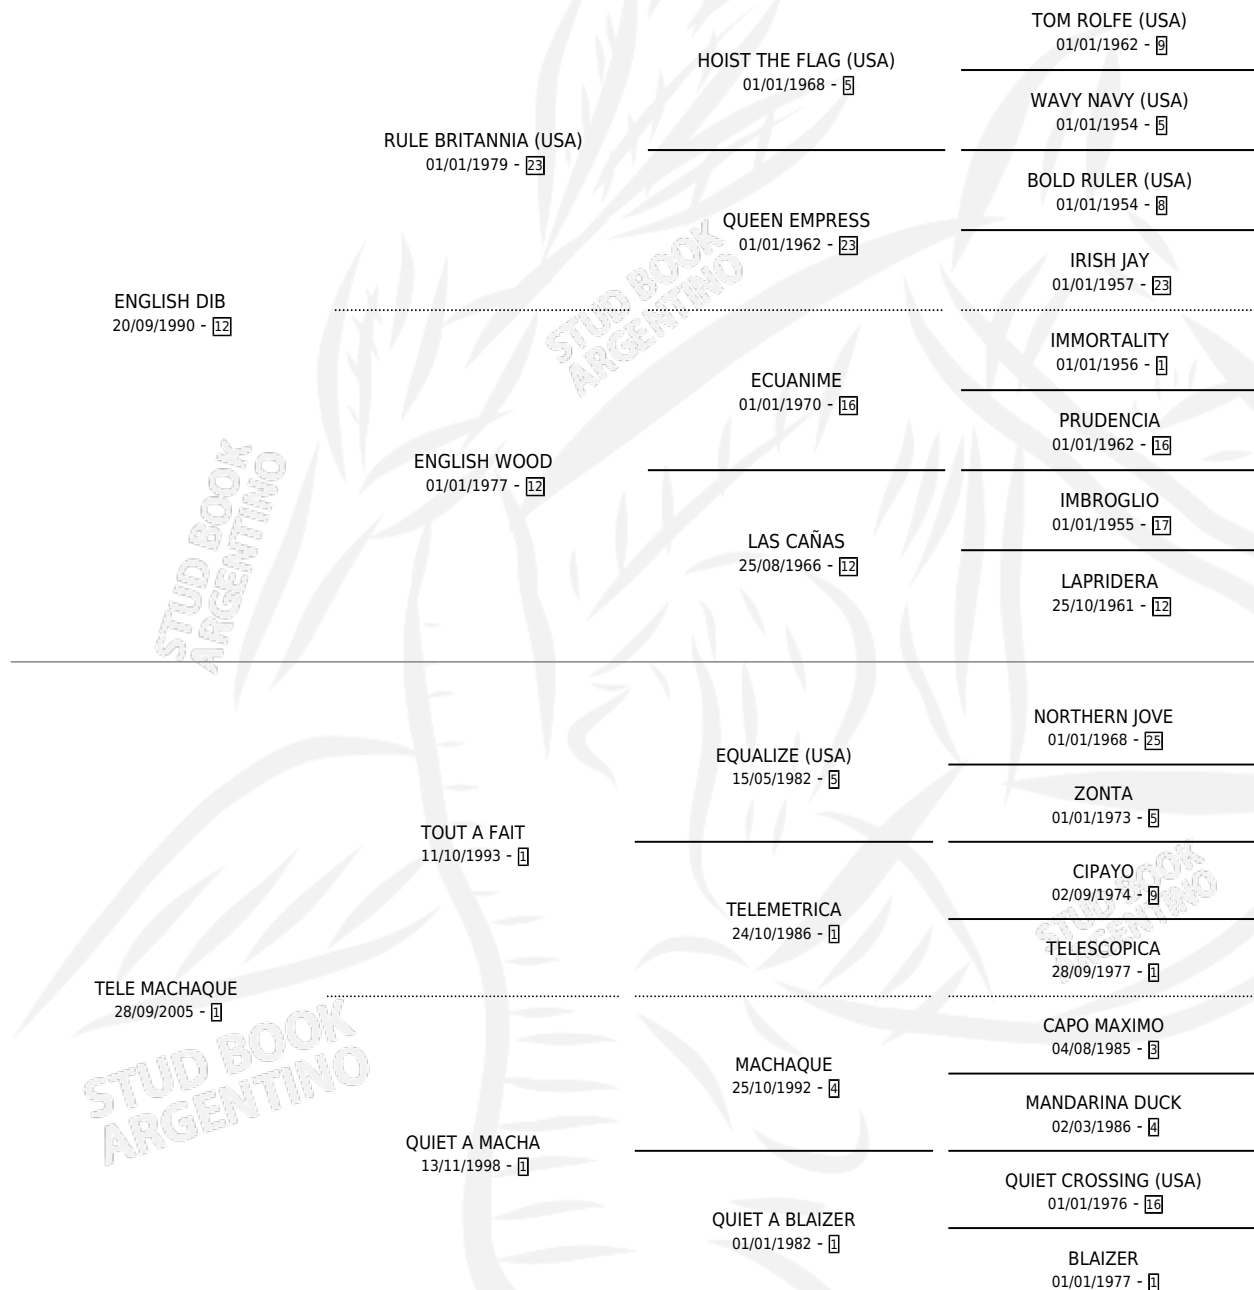 TOM ROLFE (USA)
01/01/1962 - 9
HOIST THE FLAG (USA)
01/01/1968 - 5
WAVY NAVY (USA)
01/01/1954 - 5
RULE BRITANNIA (USA)
01/01/1979 - 23
BOLD RULER (USA)
01/01/1954 - 8
QUEEN EMPRESS
01/01/1962 - 23
IRISH JAY
01/01/1957 - 23
ENGLISH DIB
20/09/1990 - 12
STUD BOOK
ARGENTINO
IMMORTALITY
01/01/1956 - 1
ECUANIME
01/01/1970 - 16
PRUDENCIA
01/01/1962 - 16
ENGLISH WOOD
01/01/1977 - 12
IMBROGLIO
01/01/1955 - 17
LAS CAÑAS
25/08/1966 - 12
LAPRIDERA
25/10/1961 - 12
STUD BOOK
ARGENTINO
NORTHERN JOVE
01/01/1968 - 25
EQUALIZE (USA)
15/05/1982 - 5
ZONTA
01/01/1973 - 5
TOUT A FAIT
11/10/1993 - 1
CIPAYO
02/09/1974 - 9
TELEMETRICA
24/10/1986 - 1
TELESCOPICA
28/09/1977 - 1
STUD BOOK
ARGENTINO
TELE MACHAQUE
28/09/2005 - 1
CAPO MAXIMO
04/08/1985 - 3
MACHAQUE
25/10/1992 - 4
MANDARINA DUCK
02/03/1986 - 4
STUD BOOK
ARGENTINO
QUIET A MACHA
13/11/1998 - 1
QUIET CROSSING (USA)
01/01/1976 - 16
QUIET A BLAIZER
01/01/1982 - 1
BLAIZER
01/01/1977 - 1